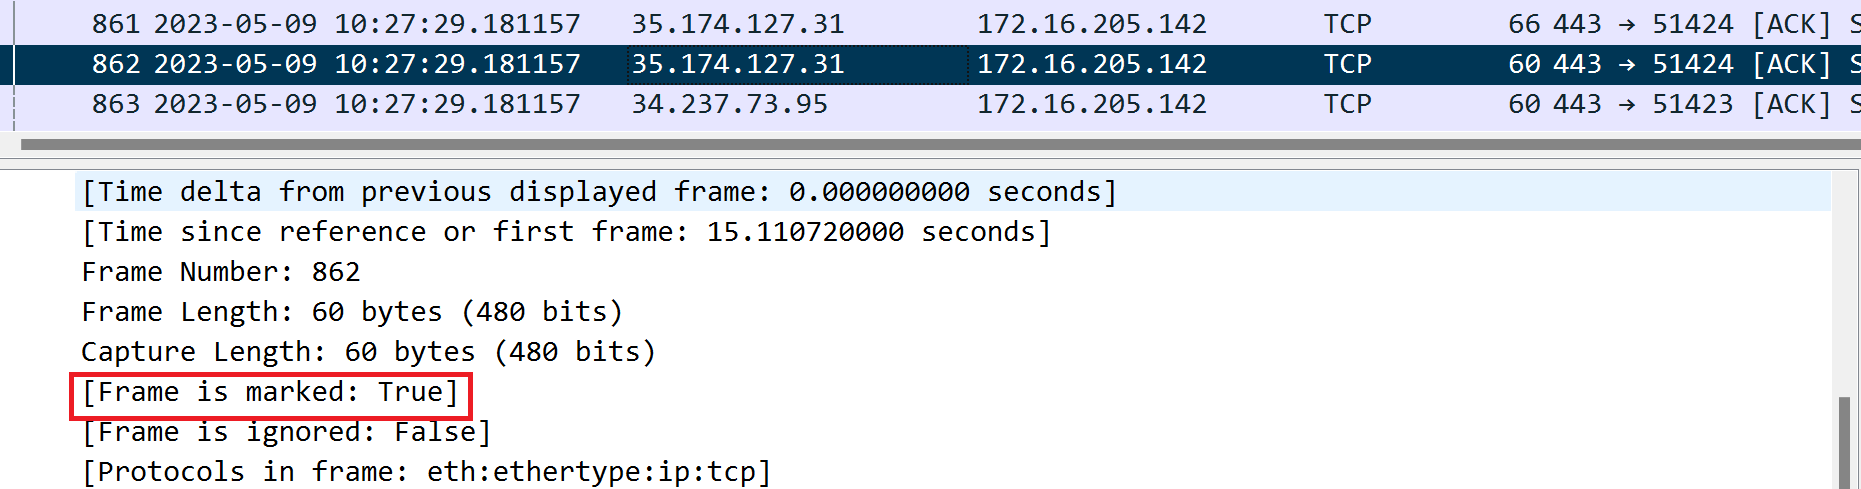 861 2023-05-09 10:27:29.181157 35.174.127.31 172.16.205.142 TCP 66 443 → 51424 [ACK] S
862 2023-05-09 10:27:29.181157 35.174.127.31 172.16.205.142 TCP 60 443 → 51424 [ACK] S
863 2023-05-09 10:27:29.181157 34.237.73.95 172.16.205.142 TCP 60 443 → 51423 [ACK] S
[Time delta from previous displayed frame: 0.000000000 seconds]
[Time since reference or first frame: 15.110720000 seconds]
Frame Number: 862
Frame Length: 60 bytes (480 bits)
Capture Length: 60 bytes (480 bits)
[Frame is marked: True]
[Frame is ignored: False]
[Protocols in frame: eth:ethertype:ip:tcp]